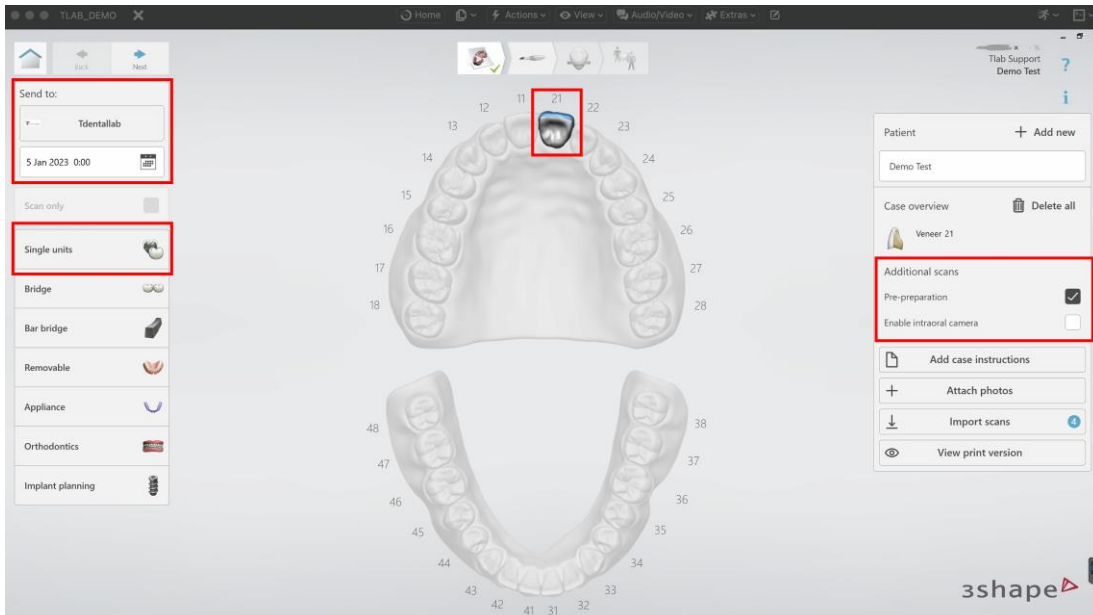 TLAB_DEMO
Home
Actions
View
Audio/Video
Extras
Back
Next
Tlab Support
Demo Test
Send to:
Tdentallab
5 Jan 2023 0:00
Scan only
Single units
Bridge
Bar bridge
Removable
Appliance
Orthodontics
Implant planning
11 21
12 22
13 23
14 24
15 25
16 26
17 27
18 28
48 38
47 37
46 36
45 35
44 34
43 33
42 41 31 32
Patient
Add new
Demo Test
Case overview
Delete all
Veneer 21
Additional scans
Pre-preparation
Enable intraoral camera
Add case instructions
Attach photos
Import scans 4
View print version
3shape